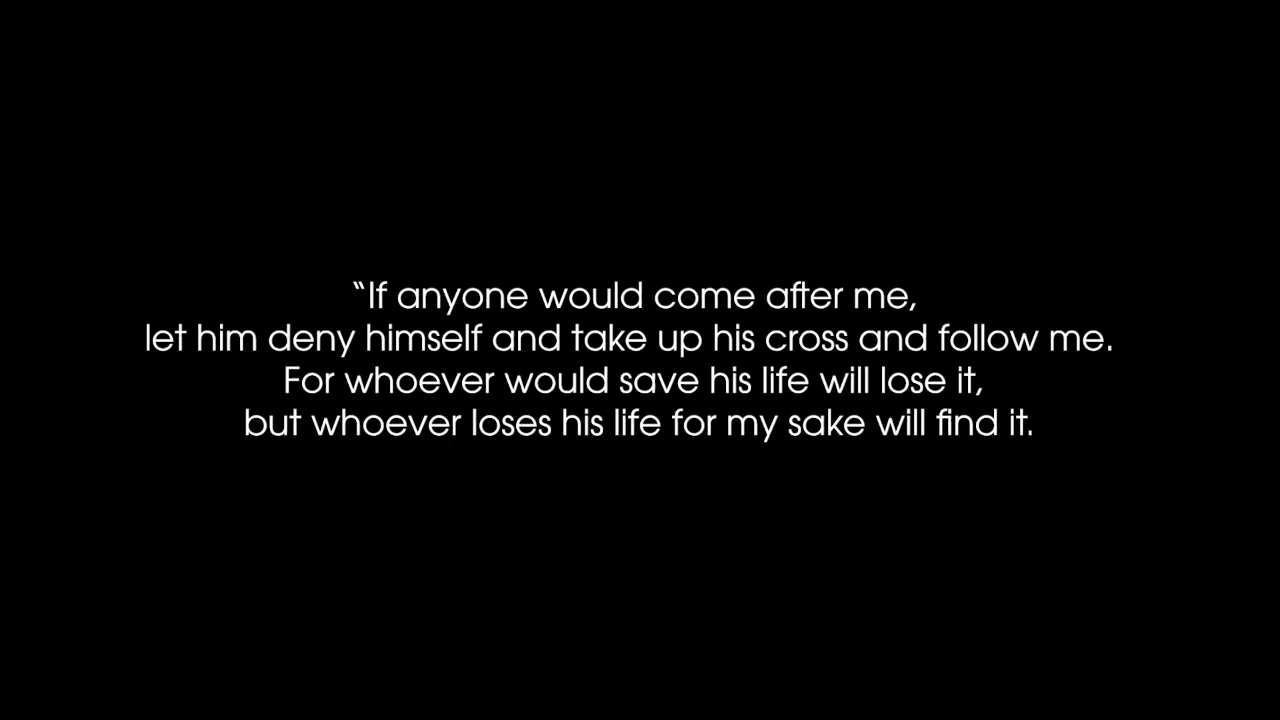 “If anyone would come after me,
let him deny himself and take up his cross and follow me.
For whoever would save his life will lose it,
but whoever loses his life for my sake will find it.